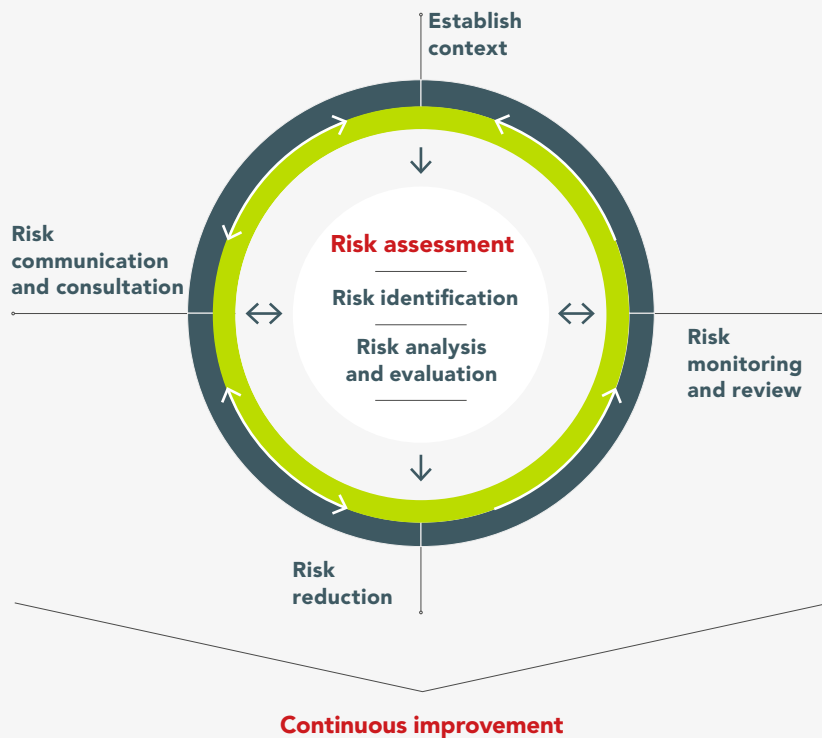 Establish
context
Risk
communication
and consultation
Risk assessment
Risk identification
Risk analysis
and evaluation
Risk
monitoring
and review
Risk
reduction
Continuous improvement